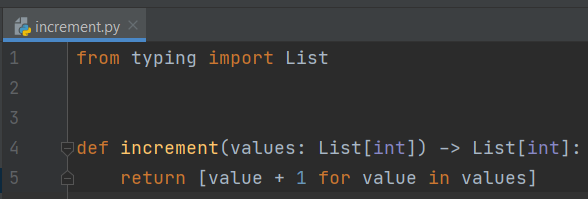 increment.py
1 from typing import List
2
3
4 def increment(values: List[int]) -> List[int]:
5     return [value + 1 for value in values]